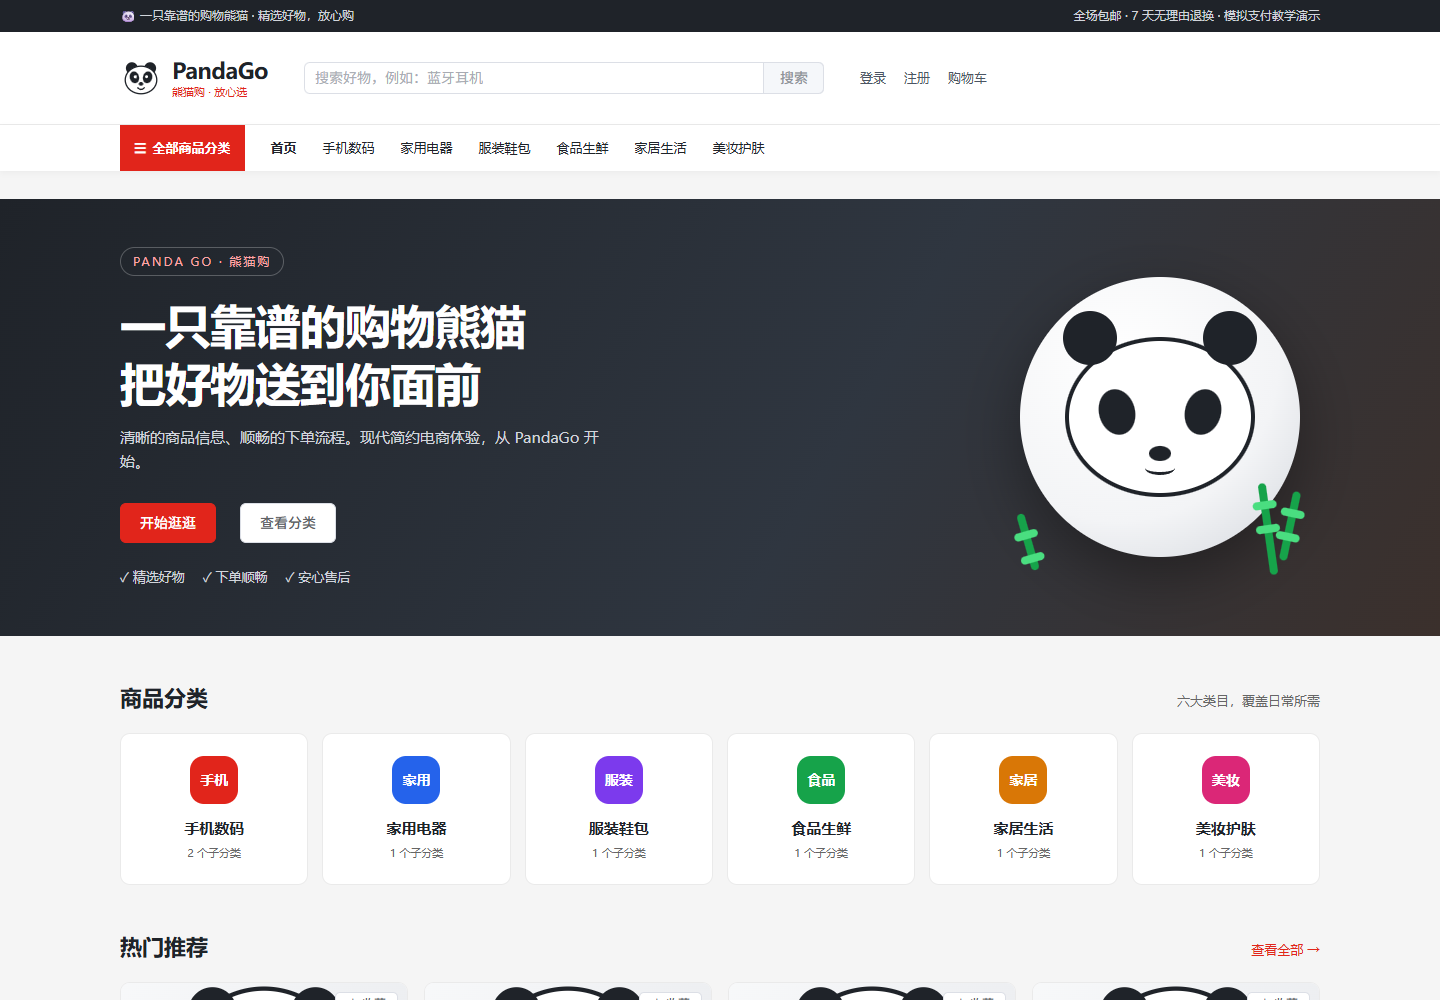 一只靠谱的购物熊猫 · 精选好物，放心购
全场包邮 · 7 天无理由退换 · 模拟支付教学演示
PandaGo
熊猫购 · 放心选
搜索好物，例如：蓝牙耳机
搜索
登录 注册 购物车
☰ 全部商品分类 首页 手机数码 家用电器 服装鞋包 食品生鲜 家居生活 美妆护肤
PANDA GO · 熊猫购
一只靠谱的购物熊猫
把好物送到你面前
清晰的商品信息、顺畅的下单流程。现代简约电商体验，从 PandaGo 开
始。
开始逛逛 查看分类
✓ 精选好物 ✓ 下单顺畅 ✓ 安心售后
商品分类
六大类目，覆盖日常所需
手机 家用 服装 食品 家居 美妆
手机数码 家用电器 服装鞋包 食品生鲜 家居生活 美妆护肤
2 个子分类 1 个子分类 1 个子分类 1 个子分类 1 个子分类 1 个子分类
热门推荐
查看全部 →